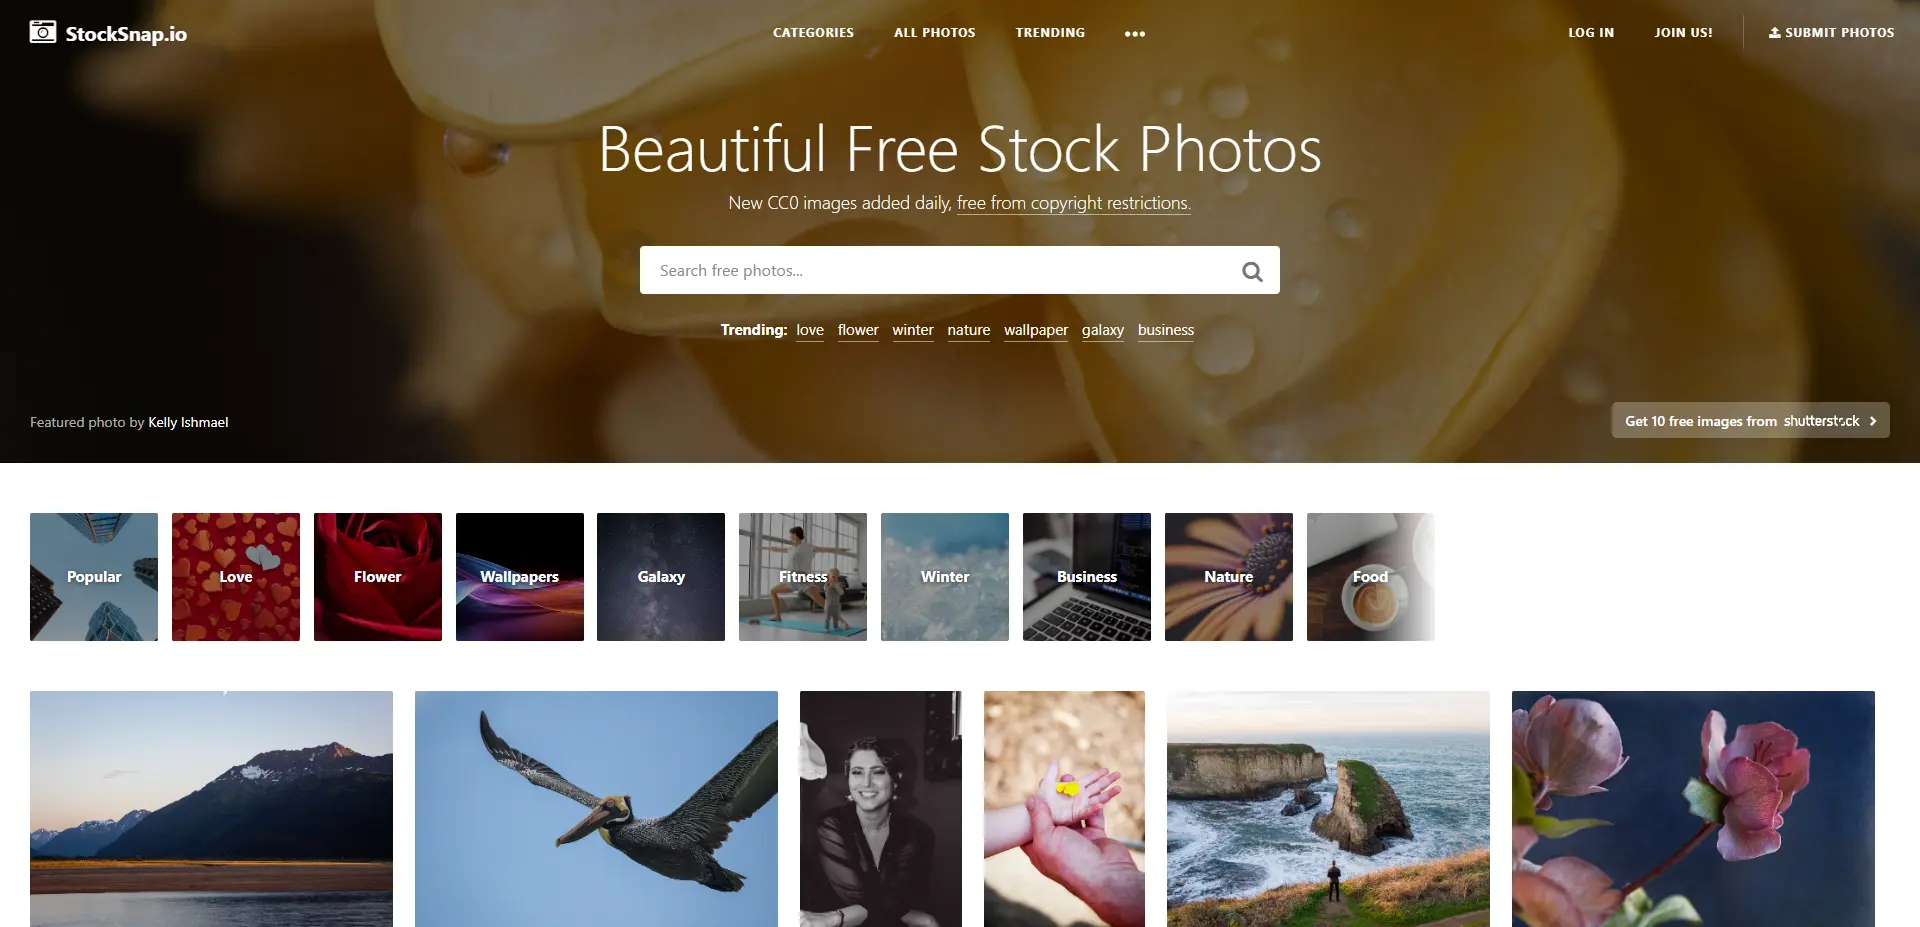 StockSnap.io
CATEGORIES ALL PHOTOS TRENDING •••
LOG IN JOIN US! SUBMIT PHOTOS
Beautiful Free Stock Photos
New CC0 images added daily, free from copyright restrictions.
Search free photos...
Trending: love flower winter nature wallpaper galaxy business
Featured photo by Kelly Ishmael
Get 10 free images from shutterstock
Popular
Love
Flower
Wallpapers
Galaxy
Fitness
Winter
Business
Nature
Food